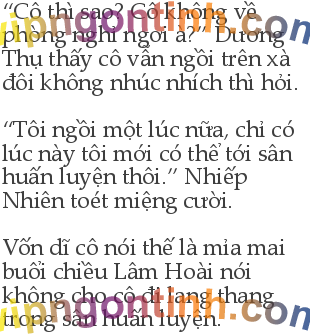 “Cô thì sao? Cô không về
phòng nghỉ ngơi à?” Dương
Thụ thấy cô vẫn ngồi trên xà
đôi không nhúc nhích thì hỏi.
“Tôi ngồi một lúc nữa, chỉ có
lúc này tôi mới có thể tới sân
huấn luyện thôi.” Nhiếp
Nhiên toét miệng cười.
Vốn dĩ cô nói thế là mỉa mai
buổi chiều Lâm Hoài nói
không cho cô đi lang thang
trong sân huấn luyện.
vipngontinh.com
vipngontinh.com